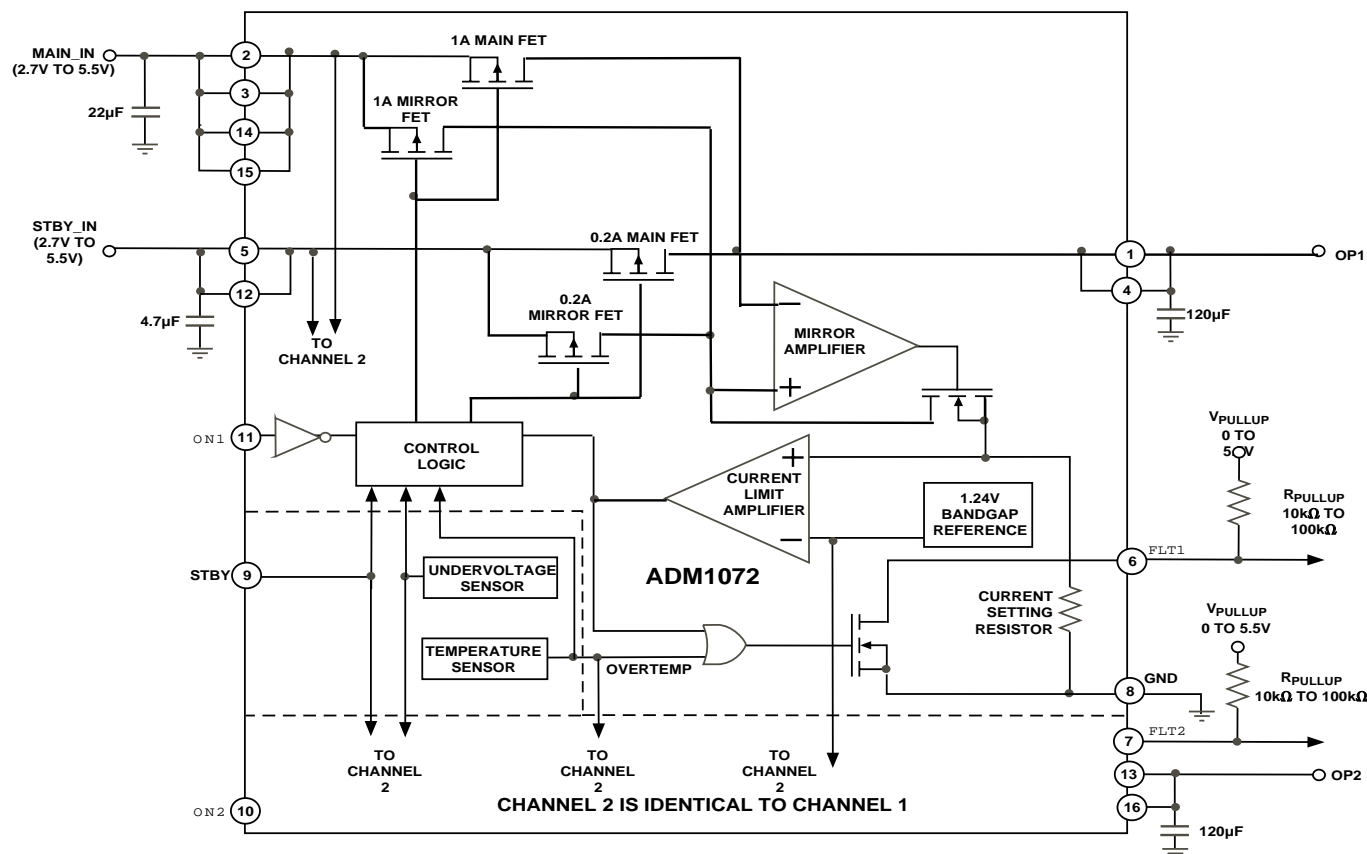 1A MAIN FET
MAIN_IN
(2.7V TO 5.5V)
2
3
14
15
22µF
1A MIRROR
FET
STBY_IN
(2.7V TO
5.5V)
5
12
4.7µF
TO
CHANNEL 2
0.2A MAIN FET
0.2A
MIRROR FET
1
4
OP1
120µF
−
MIRROR
AMPLIFIER
+
ON1
11
CONTROL
LOGIC
+
CURRENT
LIMIT
AMPLIFIER
−
1.24V
BANDGAP
REFERENCE
VPULLUP
0 TO
5.V
RPULLUP
10kΩ TO
100kΩ
6
FLT1
STBY
9
UNDERVOLTAGE
SENSOR
ADM1072
CURRENT
SETTING
RESISTOR
VPULLUP
0 TO 5.5V
TEMPERATURE
SENSOR
OVERTEMP
GND
8
RPULLUP
10kΩ TO 100kΩ
7
FLT2
TO
CHANNEL
2
TO
CHANNEL
2
TO
CHANNEL
2
13
OP2
16
ON2
10
CHANNEL 2 IS IDENTICAL TO CHANNEL 1
120µF